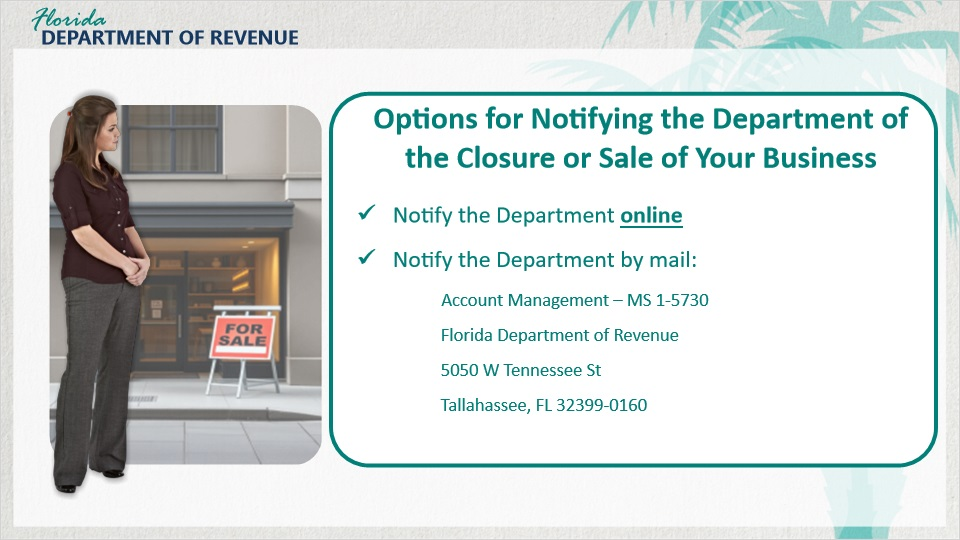 Florida
DEPARTMENT OF REVENUE
Options for Notifying the Department of
the Closure or Sale of Your Business
✓ Notify the Department online
✓ Notify the Department by mail:
Account Management – MS 1-5730
Florida Department of Revenue
5050 W Tennessee St
Tallahassee, FL 32399-0160
FOR
SALE